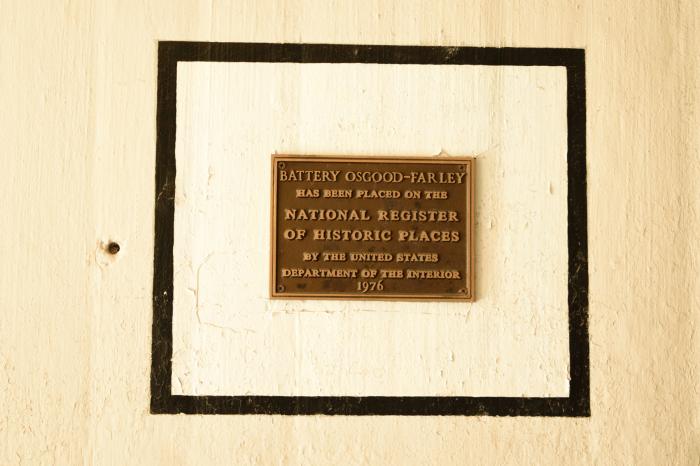 BATTERY OSGOOD-FARLEY
HAS BEEN PLACED ON THE
NATIONAL REGISTER
OF HISTORIC PLACES
BY THE UNITED STATES
DEPARTMENT OF THE INTERIOR
1976